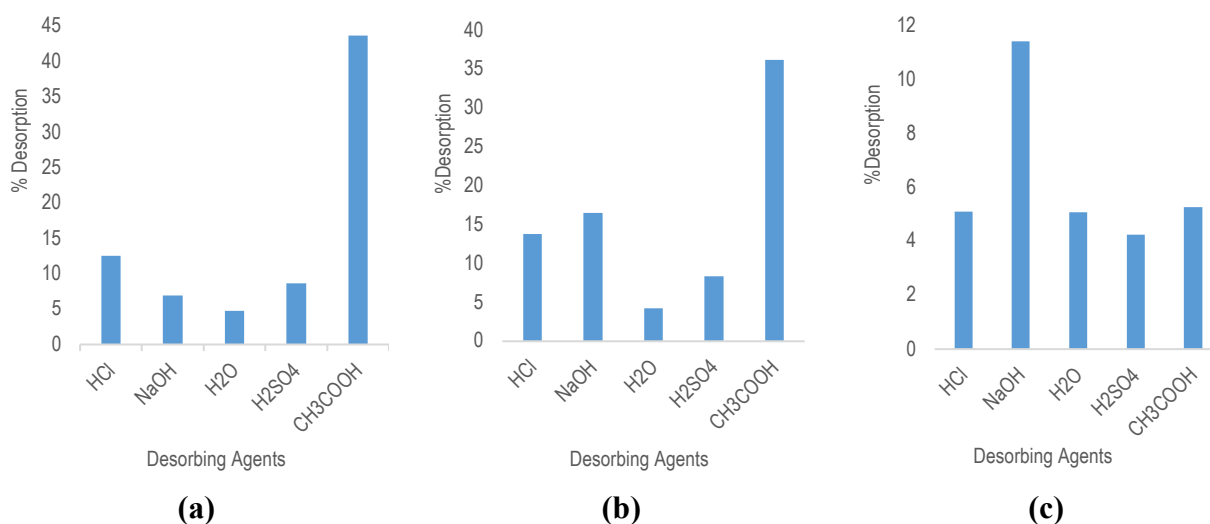 % Desorption
45
40
35
30
25
20
15
10
5
0
HCl
NaOH
H2O
H2SO4
CH3COOH
Desorbing Agents
(a)
%Desorption
40
35
30
25
20
15
10
5
0
HCl
NaOH
H2O
H2SO4
CH3COOH
Desorbing Agents
(b)
%Desorption
12
10
8
6
4
2
0
HCl
NaOH
H2O
H2SO4
CH3COOH
Desorbing Agents
(c)